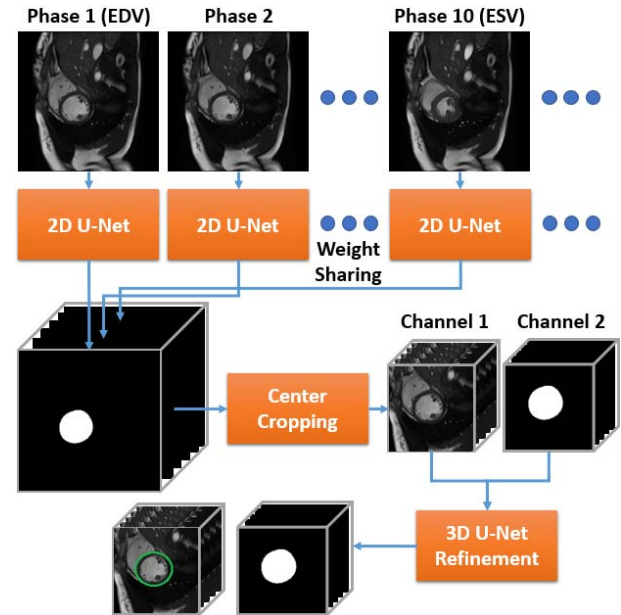 Phase 1 (EDV)
Phase 2
Phase 10 (ESV)
2D U-Net
2D U-Net
2D U-Net
Weight
Sharing
Channel 1
Channel 2
Center
Cropping
3D U-Net
Refinement